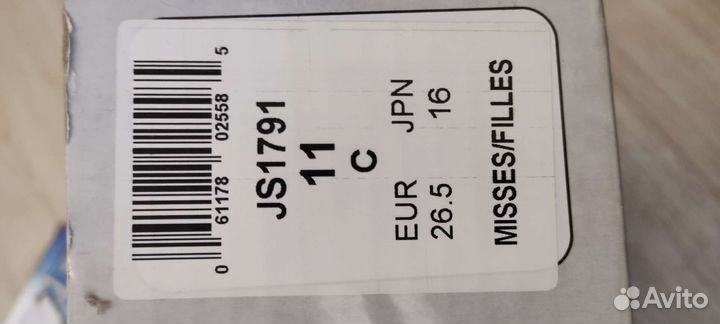 0 61178 02558 5
JS1791
11
C
EUR JPN
26.5 16
MISSES/FILLES
Avito